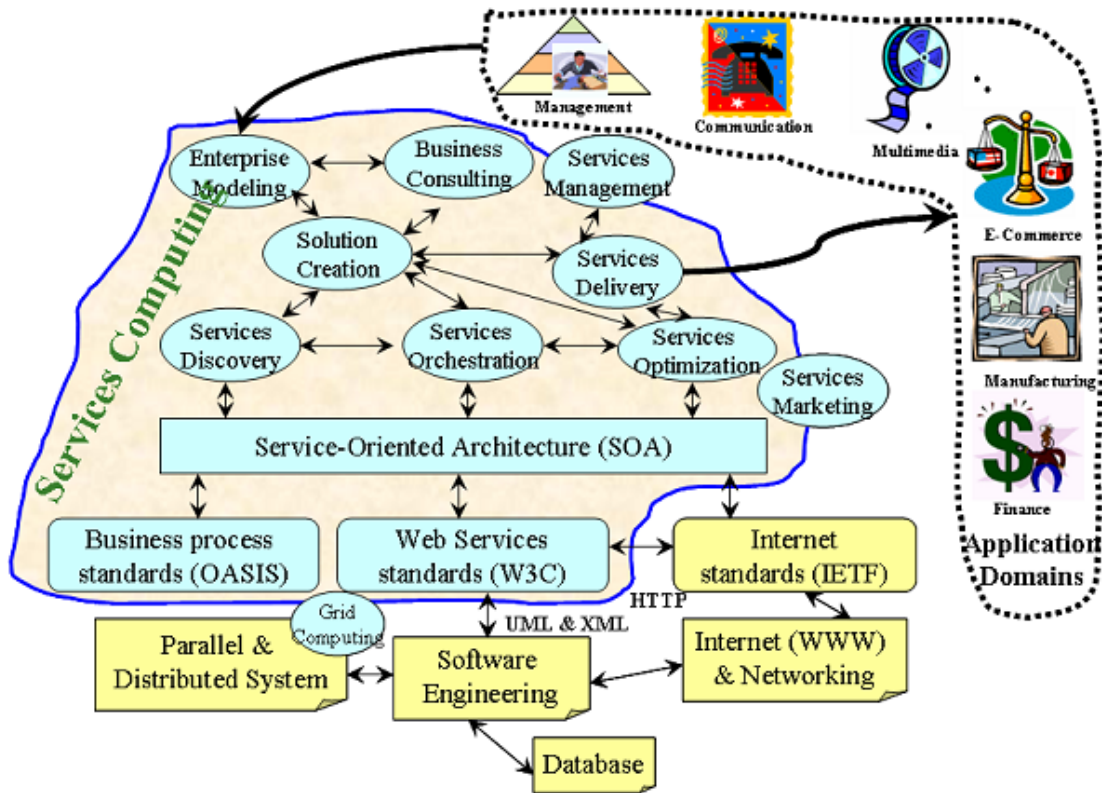 Management
Communication
Multimedia
E-Commerce
Manufacturing
Finance
Application
Domains
Services Computing
Enterprise
Modeling
Business
Consulting
Services
Management
Solution
Creation
Services
Delivery
Services
Discovery
Services
Orchestration
Services
Optimization
Services
Marketing
Service-Oriented Architecture (SOA)
Business process
standards (OASIS)
Web Services
standards (W3C)
Internet
standards (IETF)
HTTP
UML & XML
Grid
Computing
Parallel &
Distributed System
Software
Engineering
Internet (WWW)
& Networking
Database